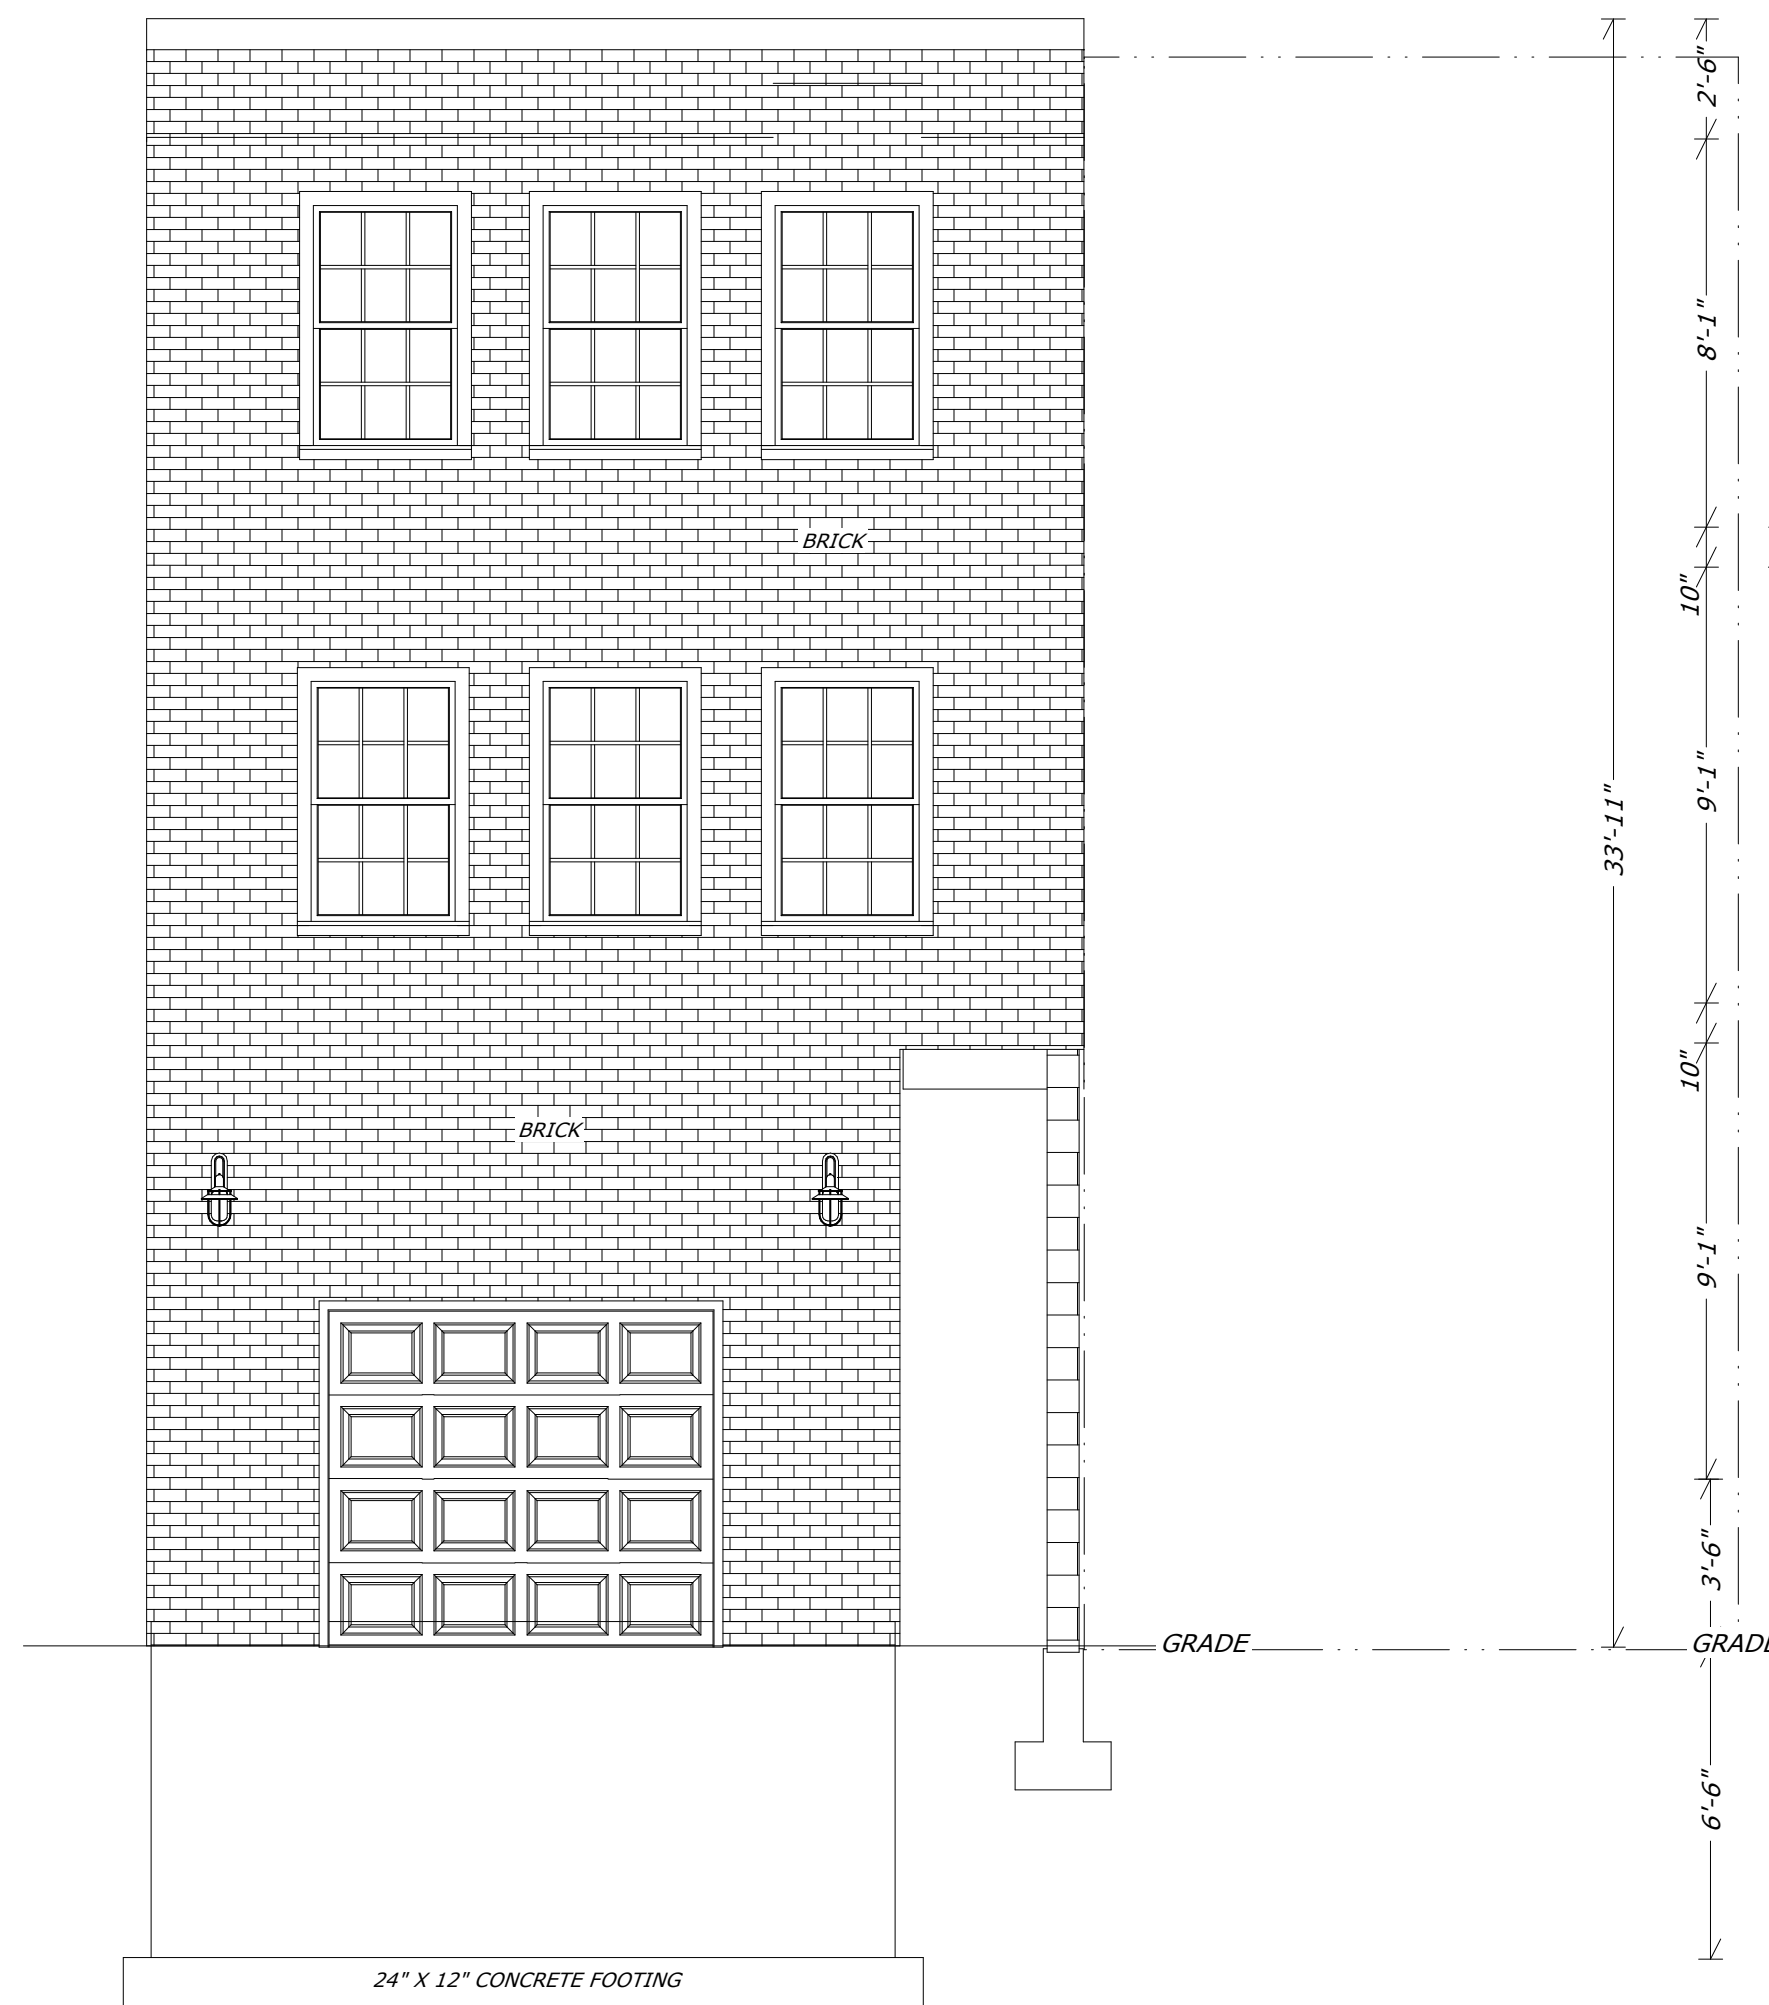 2'-6"
8'-1"
BRICK
10"
9'-1"
33'-11"
10"
BRICK
9'-1"
3'-6"
GRADE
GRADE
6'-6"
24" X 12" CONCRETE FOOTING